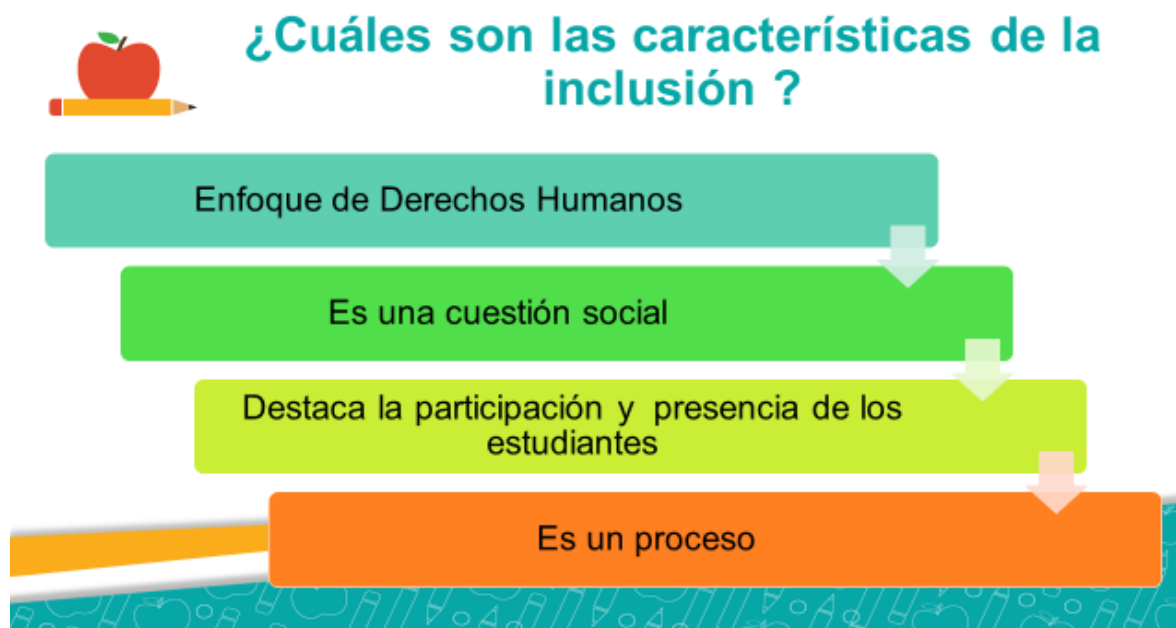 ¿Cuáles son las características de la
inclusión ?
Enfoque de Derechos Humanos
Es una cuestión social
Destaca la participación y presencia de los
estudiantes
Es un proceso